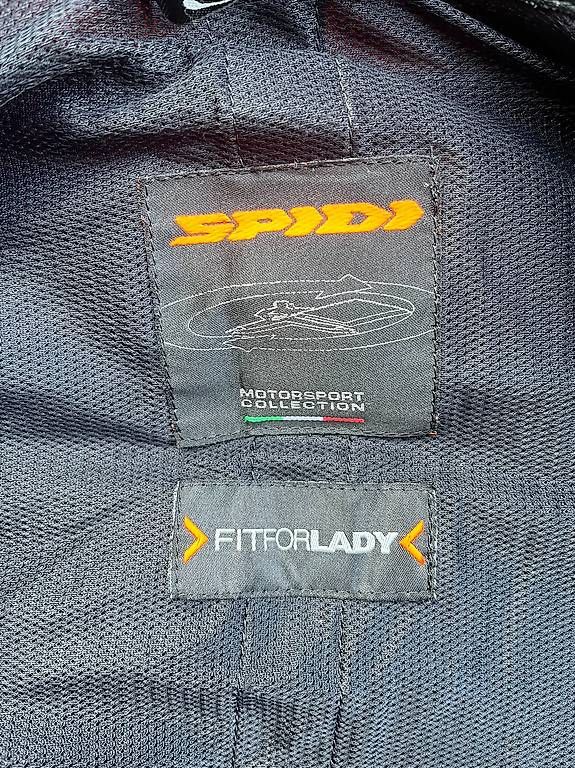 SPIDI
MOTORSPORT
COLLECTION
> FITFORLADY <